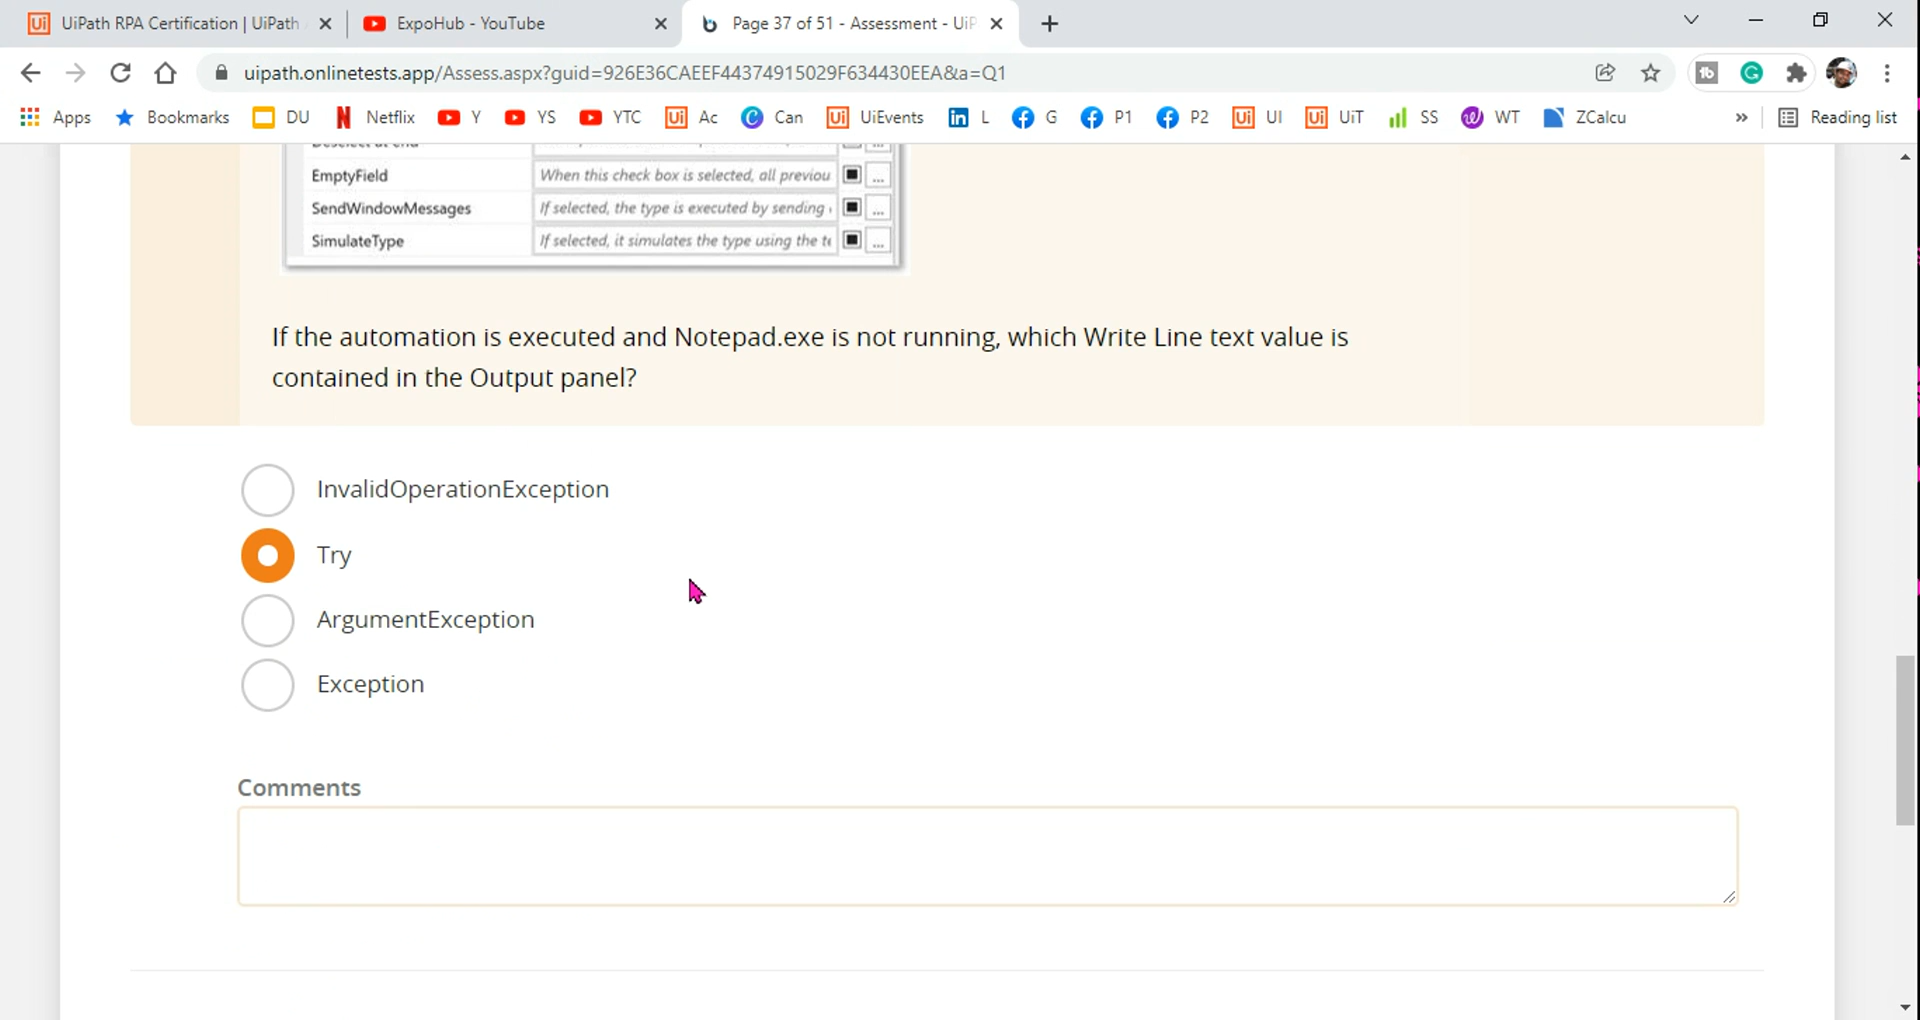 UiPath RPA Certification | UiPath
ExpoHub - YouTube
Page 37 of 51 - Assessment - UiP
uipath.onlinetests.app/Assess.aspx?guid=926E36CAEEF44374915029F634430EEA&a=Q1
Apps Bookmarks DU Netflix Y YS YTC Ac Can UiEvents L G P1 P2 UI UiT SS WT ZCalcu » Reading list
Deselect at end
EmptyField When this check box is selected, all previou ...
SendWindowMessages If selected, the type is executed by sending ...
SimulateType If selected, it simulates the type using the te ...
If the automation is executed and Notepad.exe is not running, which Write Line text value is
contained in the Output panel?
InvalidOperationException
Try
ArgumentException
Exception
Comments